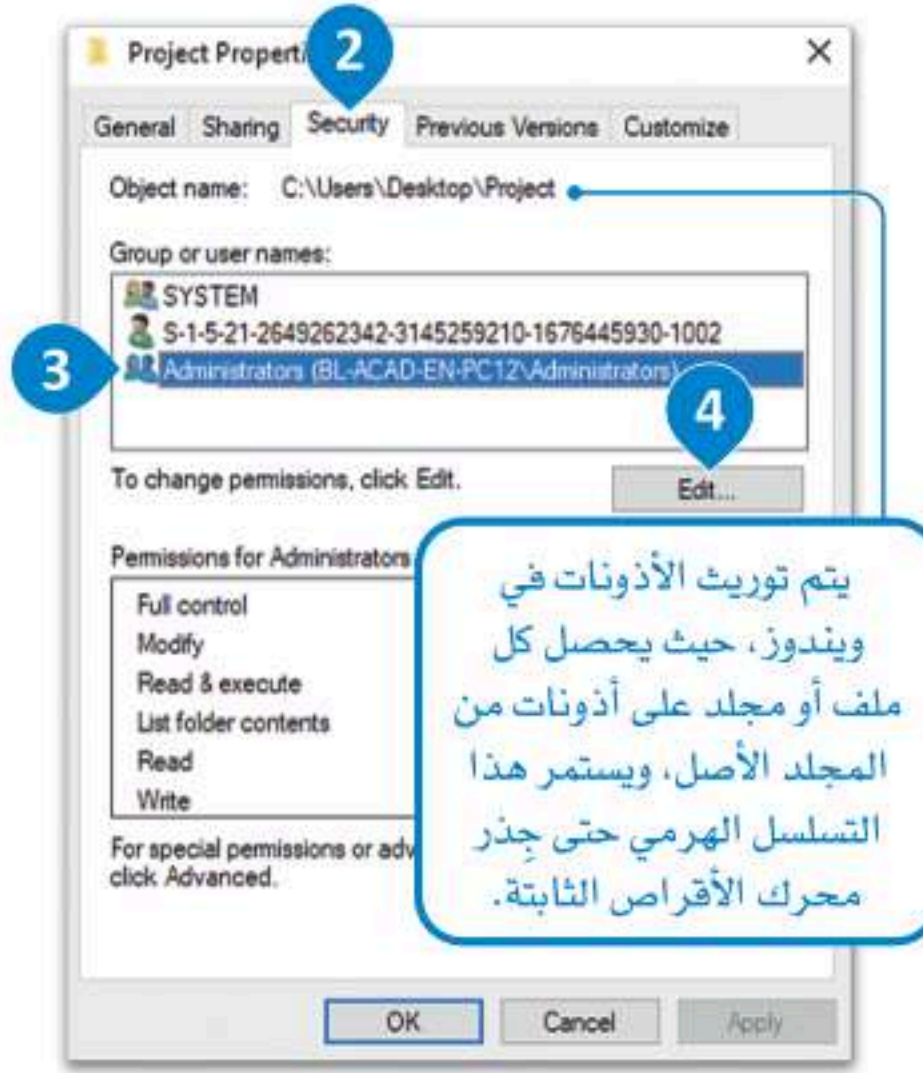 Project Properti
2
General Sharing Security Previous Versions Customize
Object name: C:\Users\Desktop\Project
Group or user names:
SYSTEM
S-1-5-21-2649262342-3145259210-1676445930-1002
3
Administrators (BL-ACAD-EN-PC12\Administrators)
4
To change permissions, click Edit.
Edit...
Permissions for Administrators
Full control
Modify
Read & execute
List folder contents
Read
Write
For special permissions or adv
click Advanced.
يتم توريث الأذونات في
ويندوز، حيث يحصل كل
ملف أو مجلد على أذونات من
المجلد الأصل، ويستمر هذا
التسلسل الهرمي حتى جِذر
محرك الأقراص الثابتة.
OK Cancel Apply